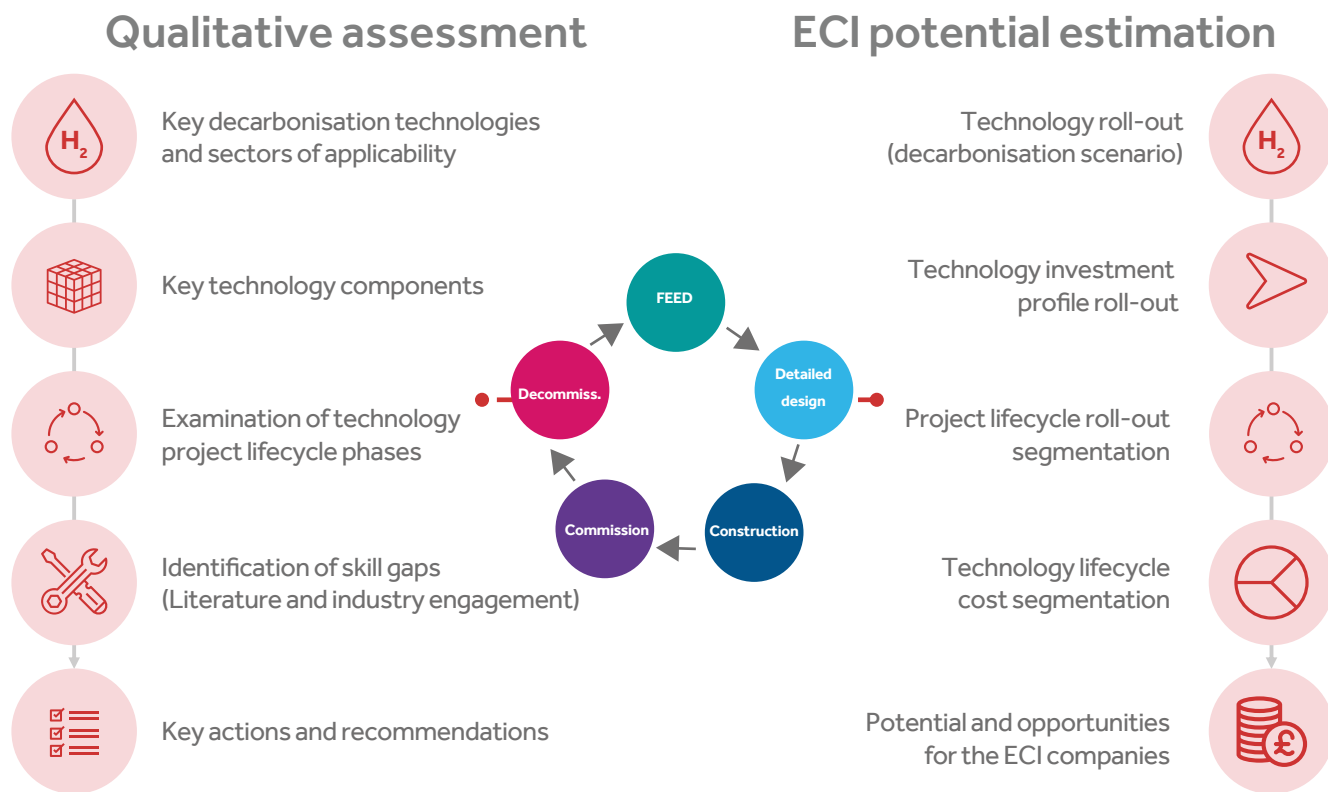 Qualitative assessment
H2
Key decarbonisation technologies
and sectors of applicability
Key technology components
Examination of technology
project lifecycle phases
Identification of skill gaps
(Literature and industry engagement)
Key actions and recommendations
FEED
Detailed
design
Construction
Commission
Decommiss.
ECI potential estimation
Technology roll-out
(decarbonisation scenario)
H2
Technology investment
profile roll-out
Project lifecycle roll-out
segmentation
Technology lifecycle
cost segmentation
Potential and opportunities
for the ECI companies
£